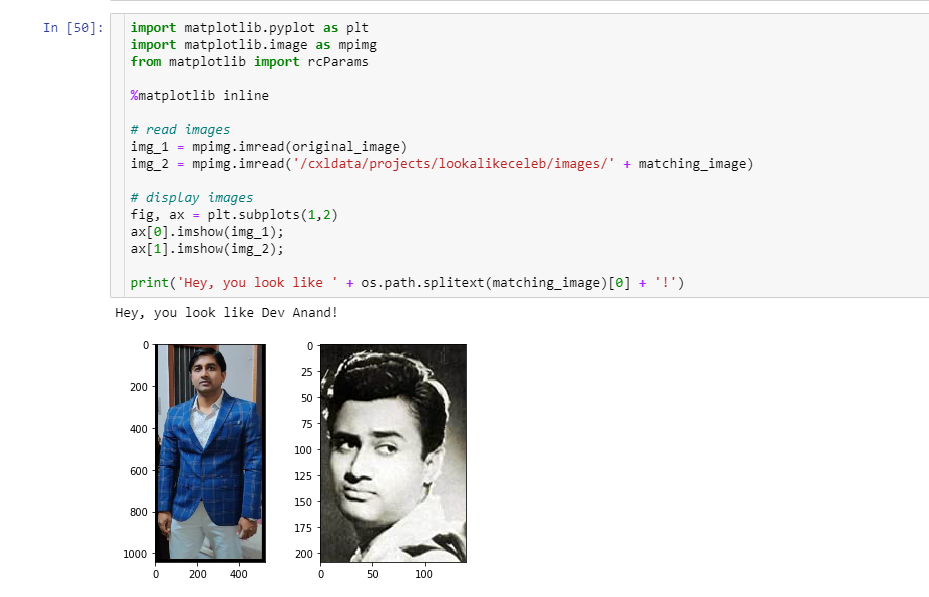 In [50]:
import matplotlib.pyplot as plt
import matplotlib.image as mpimg
from matplotlib import rcParams
%matplotlib inline
# read images
img_1 = mpimg.imread(original_image)
img_2 = mpimg.imread('/cxldata/projects/lookalikeceleb/images/' + matching_image)
# display images
fig, ax = plt.subplots(1,2)
ax[0].imshow(img_1);
ax[1].imshow(img_2);
print('Hey, you look like ' + os.path.splitext(matching_image)[0] + '!')
Hey, you look like Dev Anand!
0
200
400
600
800
1000
0 200 400
0
25
50
75
100
125
150
175
200
0 50 100